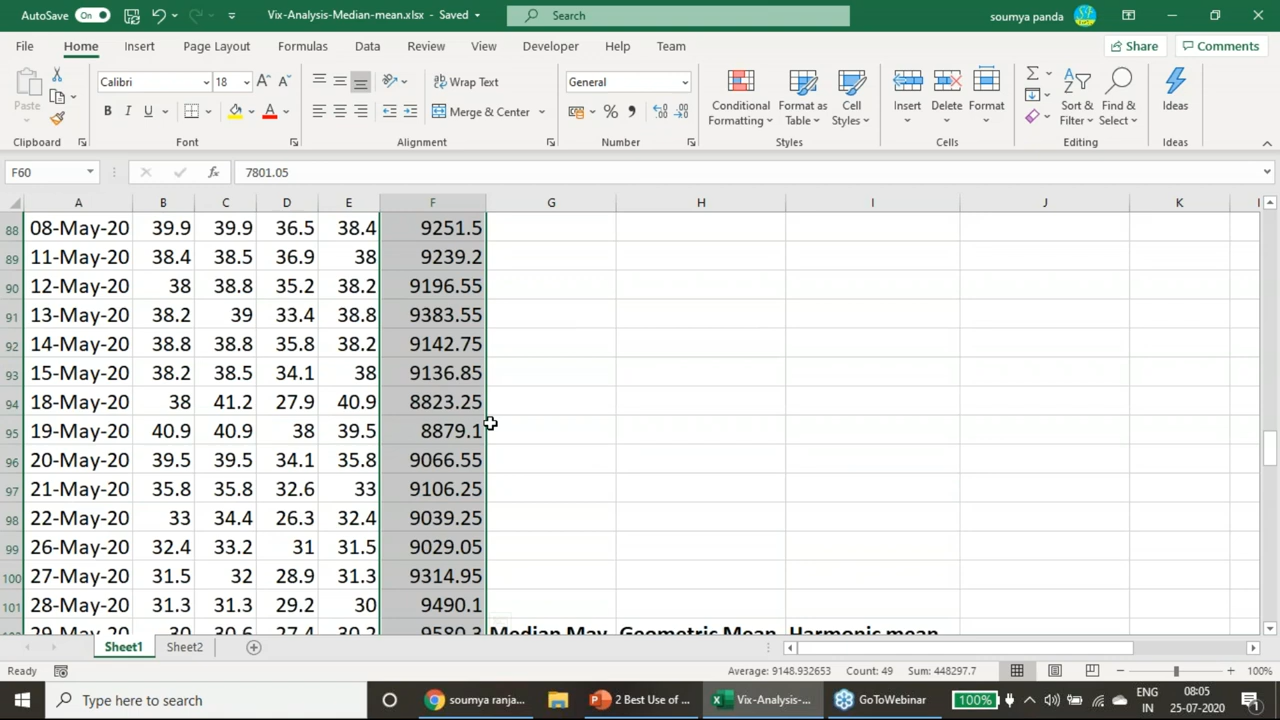 AutoSave On Vix-Analysis-Median-mean.xlsx - Saved Search soumya panda
File Home Insert Page Layout Formulas Data Review View Developer Help Team Share Comments
Paste Calibri 18 Wrap Text General Conditional Formatting Format as Table Cell Styles Insert Delete Format Sort & Filter Find & Select Ideas
B I U Merge & Center
Clipboard Font Alignment Number Styles Cells Editing Ideas
F60 fx 7801.05
A B C D E F G H I J K
88 08-May-20 39.9 39.9 36.5 38.4 9251.5
89 11-May-20 38.4 38.5 36.9 38 9239.2
90 12-May-20 38 38.8 35.2 38.2 9196.55
91 13-May-20 38.2 39 33.4 38.8 9383.55
92 14-May-20 38.8 38.8 35.8 38.2 9142.75
93 15-May-20 38.2 38.5 34.1 38 9136.85
94 18-May-20 38 41.2 27.9 40.9 8823.25
95 19-May-20 40.9 40.9 38 39.5 8879.1
96 20-May-20 39.5 39.5 34.1 35.8 9066.55
97 21-May-20 35.8 35.8 32.6 33 9106.25
98 22-May-20 33 34.4 26.3 32.4 9039.25
99 26-May-20 32.4 33.2 31 31.5 9029.05
100 27-May-20 31.5 32 28.9 31.3 9314.95
101 28-May-20 31.3 31.3 29.2 30 9490.1
29-May-20 30 30.6 27.4 30.2 9580.3 Median May Geometric Mean Harmonic mean
Sheet1 Sheet2
Ready Average: 9148.932653 Count: 49 Sum: 448297.7 100%
Type here to search soumya ranja... 2 Best Use of ... Vix-Analysis-... GoToWebinar 100% ENG IN 08:05 25-07-2020 1